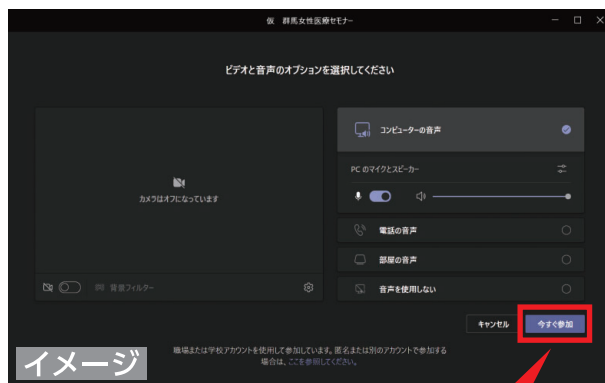 仮 群馬女性医療セミナー
ビデオと音声のオプションを選択してください
コンピューターの音声
PC のマイクとスピーカー
カメラはオフになっています
電話の音声
部屋の音声
背景フィルター
音声を使用しない
キャンセル
今すぐ参加
職場または学校アカウントを使用して参加しています。匿名または別のアカウントで参加する
場合は、ここを参照してください。
イメージ